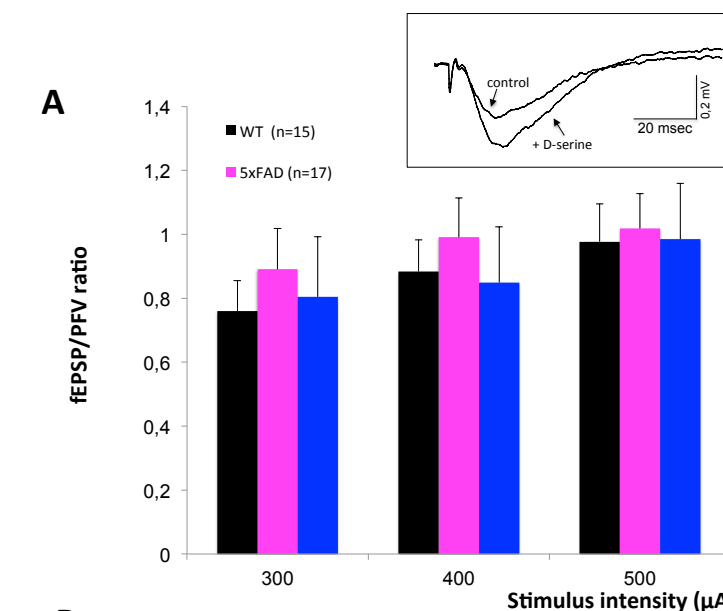 A
control
+ D-serine
0,2 mV
20 msec
WT (n=15)
5xFAD (n=17)
fEPSP/PFV ratio
1,4
1,2
1
0,8
0,6
0,4
0,2
0
300 400 500
Stimulus intensity (µA